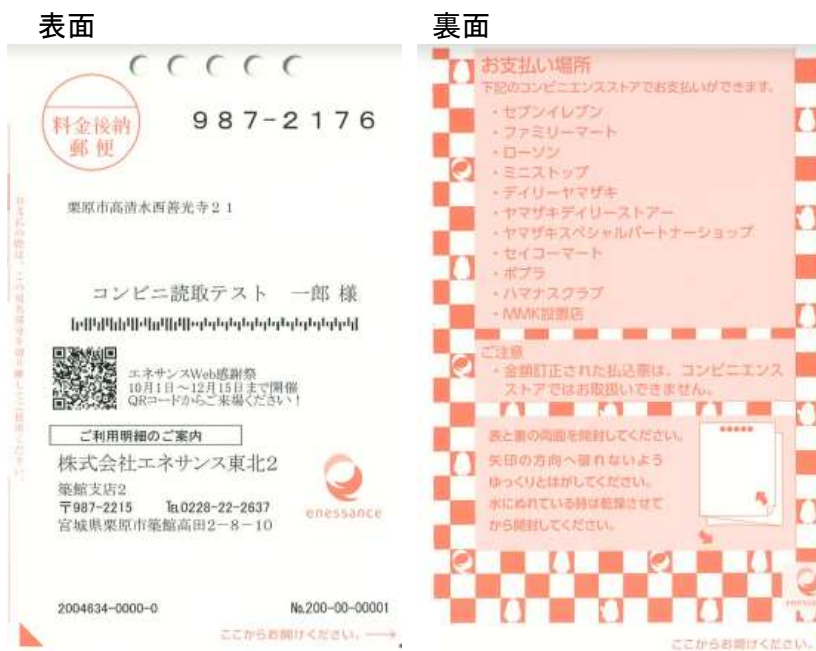 表面
料金後納
郵便
987-2176
栗原市高清水西善光寺21
コンビニ読取テスト 一郎 様
エネサンスWeb感謝祭
10月1日～12月15日まで開催
QRコードからご来場ください！
ご利用明細のご案内
株式会社エネサンス東北2
築館支店2
〒987-2215 ℡0228-22-2637
宮城県栗原市築館高田2-8-10
enessance
2004634-0000-0 №200-00-00001
ここからお開けください。
裏面
お支払い場所
下記のコンビニエンスストアでお支払いができます。
・セブンイレブン
・ファミリーマート
・ローソン
・ミニストップ
・デイリーヤマザキ
・ヤマザキデイリーストアー
・ヤマザキスペシャルパートナーショップ
・セイコーマート
・ポプラ
・ハマナスクラブ
・MMK設置店
ご注意
・金額訂正された払込票は、コンビニエンス
ストアではお取扱いできません。
表と裏の両面を開封してください。
矢印の方向へ破れないよう
ゆっくりとはがしてください。
水にぬれている時は乾燥させて
から開封してください。
ここからお開けください。